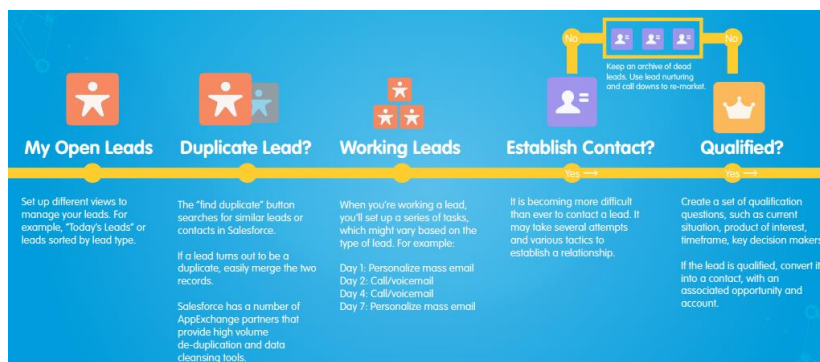 No
No
Keep an archive of dead
leads. Use lead nurturing
and call downs to re-market.
My Open Leads
Duplicate Lead?
Working Leads
Establish Contact?
Qualified?
Yes →
Yes →
Set up different views to
manage your leads. For
example, "Today's Leads" or
leads sorted by lead type.
The "find duplicate" button
searches for similar leads or
contacts in Salesforce.
If a lead turns out to be a
duplicate, easily merge the two
records.
Salesforce has a number of
AppExchange partners that
provide high volume
de-duplication and data
cleansing tools.
When you're working a lead,
you'll set up a series of tasks,
which might vary based on the
type of lead. For example:
Day 1: Personalize mass email
Day 2: Call/voicemail
Day 4: Call/voicemail
Day 7: Personalize mass email
It is becoming more difficult
than ever to contact a lead. It
may take several attempts
and various tactics to
establish a relationship.
Create a set of qualification
questions, such as current
situation, product of interest,
timeframe, key decision makers
If the lead is qualified, convert it
into a contact, with an
associated opportunity and
account.